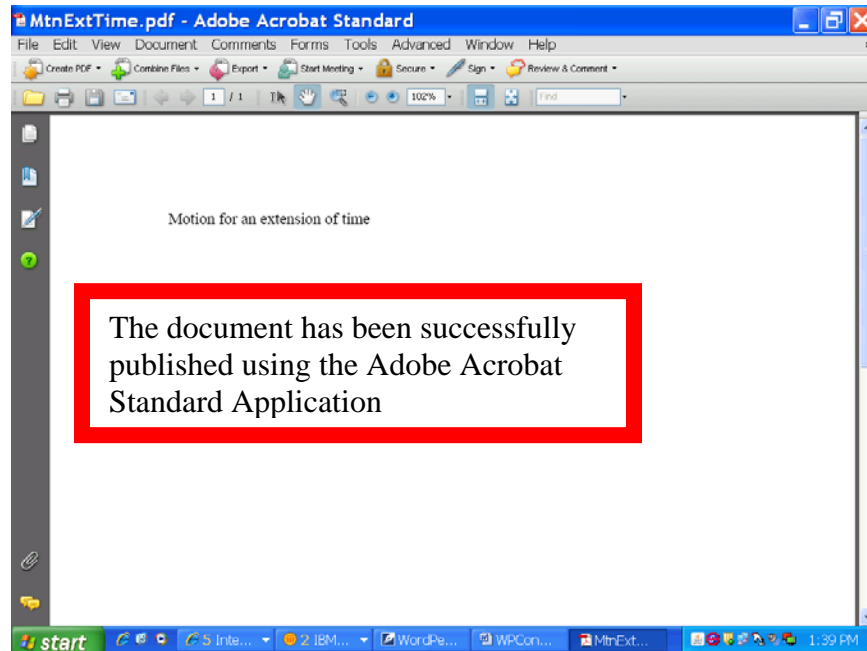 MtnExtTime.pdf - Adobe Acrobat Standard
File Edit View Document Comments Forms Tools Advanced Window Help
Create PDF Combine Files Export Start Meeting Secure Sign Review & Comment
1 / 1 102% Find
Motion for an extension of time
The document has been successfully
published using the Adobe Acrobat
Standard Application
start 5 Inte... 2 IBM... WordPe... WPCon... MtnExt... 1:39 PM